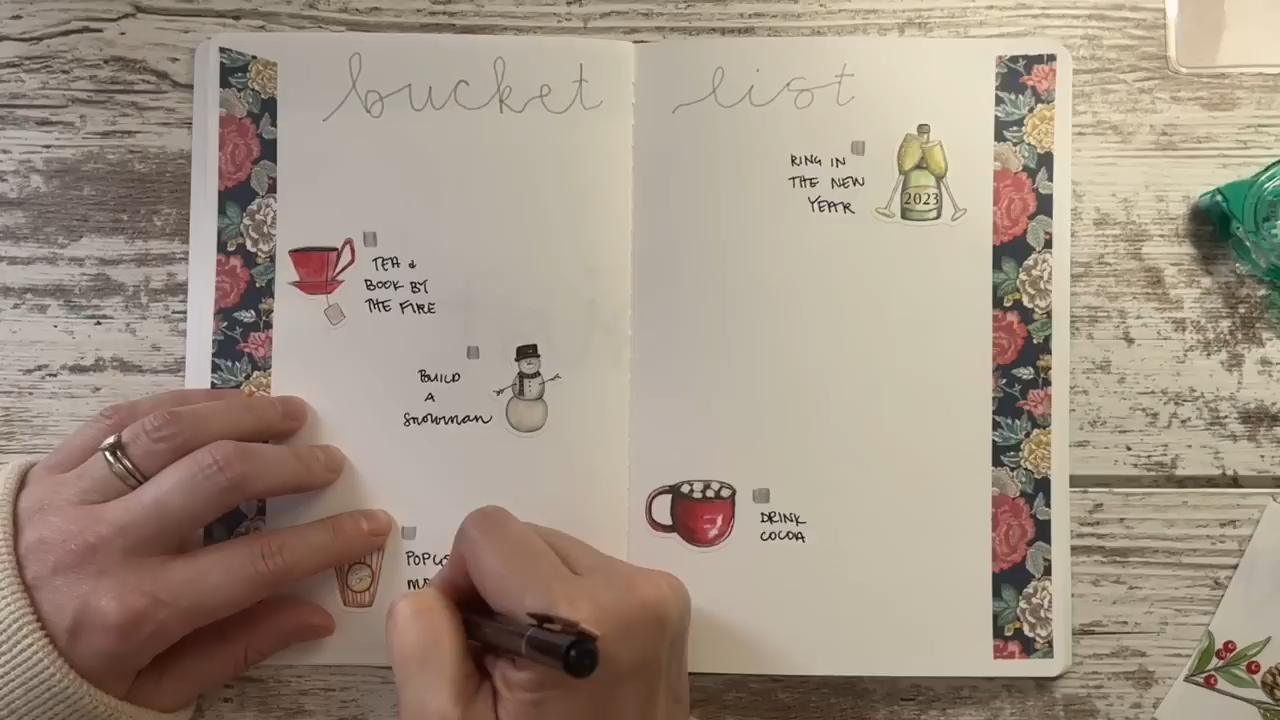 bucket list
TEA &
BOOK BY
THE FIRE
BUILD
A
snowman
RING IN
THE NEW
YEAR
2023
DRINK
COCOA